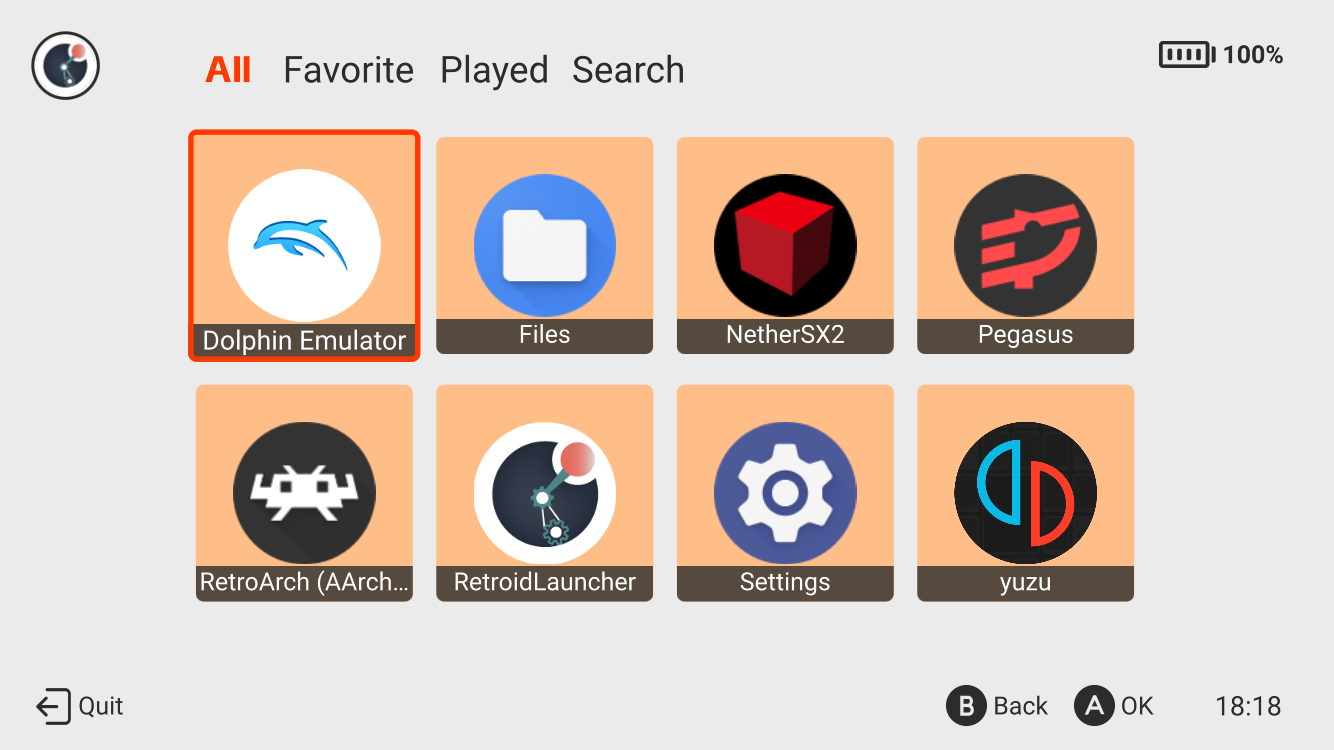 All Favorite Played Search
100%
Dolphin Emulator
Files
NetherSX2
Pegasus
RetroArch (AArch...
RetroidLauncher
Settings
yuzu
Quit
B Back A OK 18:18